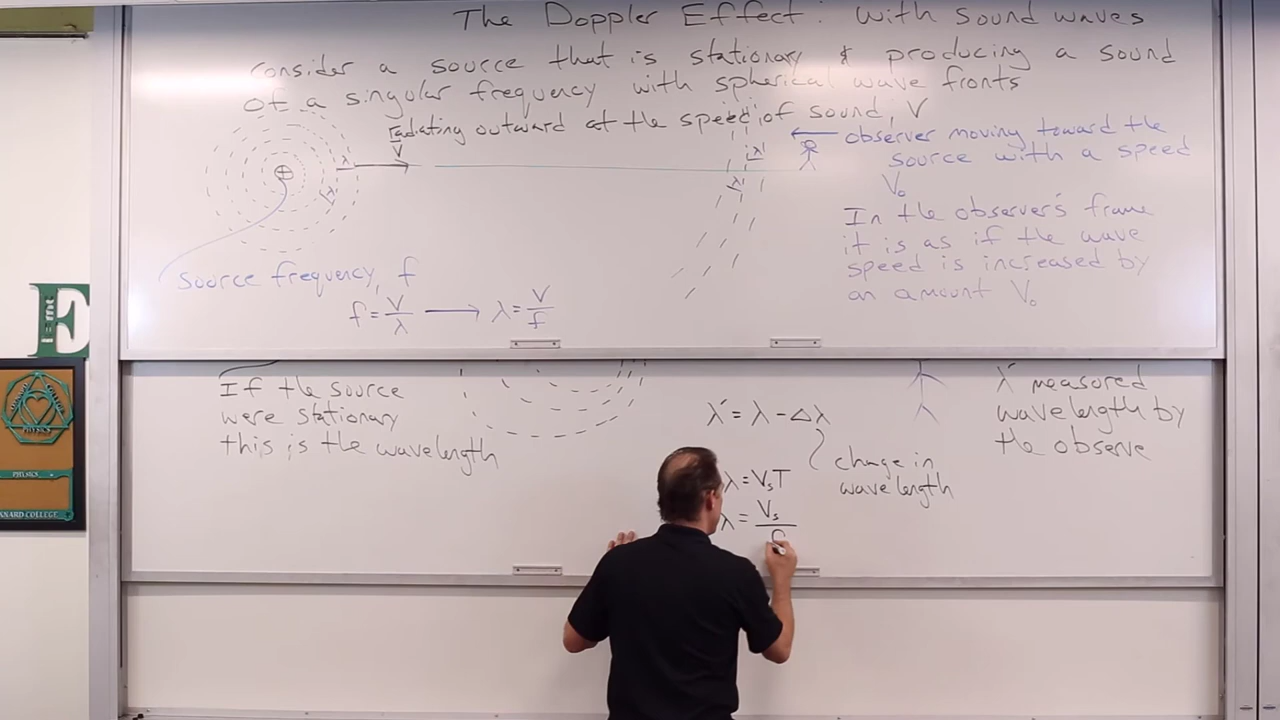 The Doppler Effect: with sound waves
Consider a source that is stationary & producing a sound
of a singular frequency with spherical wave fronts
radiating outward at the speed of sound, V
V
λ
λ
λ'
λ'
observer moving toward the
source with a speed
Vo
In the observer's frame
it is as if the wave
speed is increased by
an amount Vo
source frequency, f
f = V/λ → λ = V/f
E
If the source
were stationary
this is the wavelength
λ' = λ - Δλ
change in
wavelength
λ = VsT
λ = Vs/f
λ' measured
wavelength by
the observe
PHYSICS